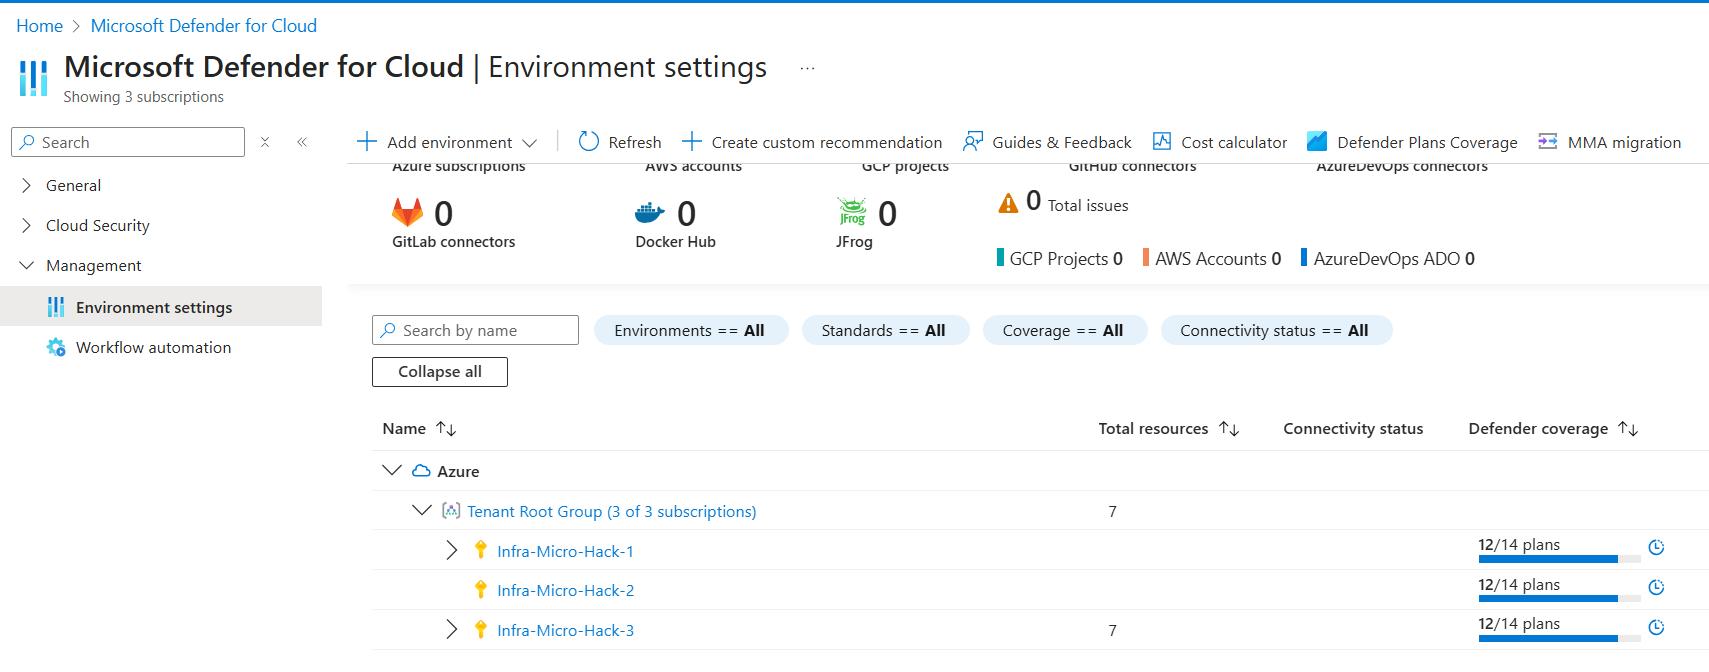 Home > Microsoft Defender for Cloud
Microsoft Defender for Cloud | Environment settings ...
Showing 3 subscriptions
Search
General
Cloud Security
Management
Environment settings
Workflow automation
Add environment
Refresh
Create custom recommendation
Guides & Feedback
Cost calculator
Defender Plans Coverage
MMA migration
Azure subscriptions
AWS accounts
GCP projects
GitHub connectors
AzureDevOps connectors
0
GitLab connectors
0
Docker Hub
JFrog
0
JFrog
0 Total issues
GCP Projects 0
AWS Accounts 0
AzureDevOps ADO 0
Search by name
Environments == All
Standards == All
Coverage == All
Connectivity status == All
Collapse all
Name
Total resources
Connectivity status
Defender coverage
Azure
Tenant Root Group (3 of 3 subscriptions)
7
Infra-Micro-Hack-1
12/14 plans
Infra-Micro-Hack-2
12/14 plans
Infra-Micro-Hack-3
7
12/14 plans